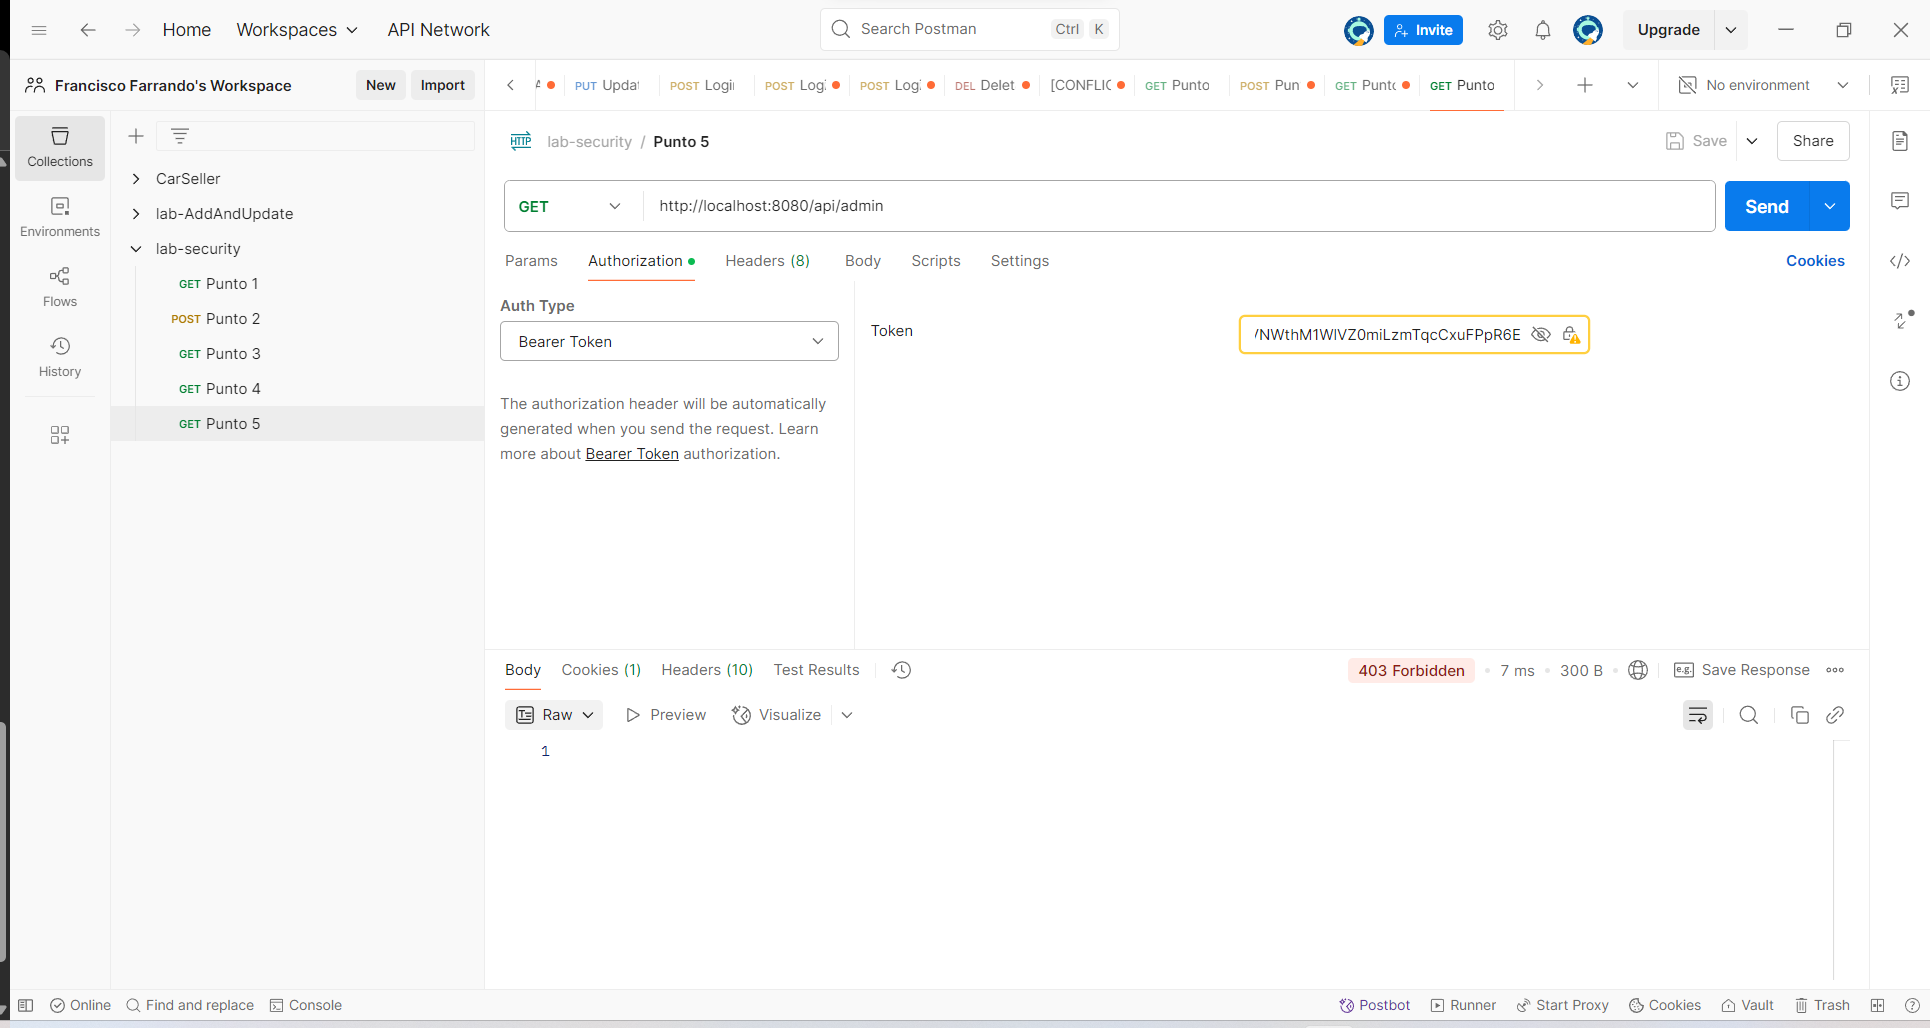 Home
Workspaces
API Network
Search Postman
Ctrl
K
Invite
Upgrade
Francisco Farrando's Workspace
New
Import
PUT Updat
POST Login
POST Log
POST Log
DEL Delet
[CONFLIC
GET Punto
POST Pun
GET Punto
GET Punto
No environment
Collections
Environments
Flows
History
CarSeller
lab-AddAndUpdate
lab-security
GET Punto 1
POST Punto 2
GET Punto 3
GET Punto 4
GET Punto 5
HTTP
lab-security / Punto 5
Save
Share
GET
http://localhost:8080/api/admin
Send
Params
Authorization
Headers (8)
Body
Scripts
Settings
Cookies
Auth Type
Bearer Token
The authorization header will be automatically
generated when you send the request. Learn
more about Bearer Token authorization.
Token
Body
Cookies (1)
Headers (10)
Test Results
403 Forbidden
7 ms
300 B
e.g.
Save Response
Raw
Preview
Visualize
1
Online
Find and replace
Console
Postbot
Runner
Start Proxy
Cookies
Vault
Trash